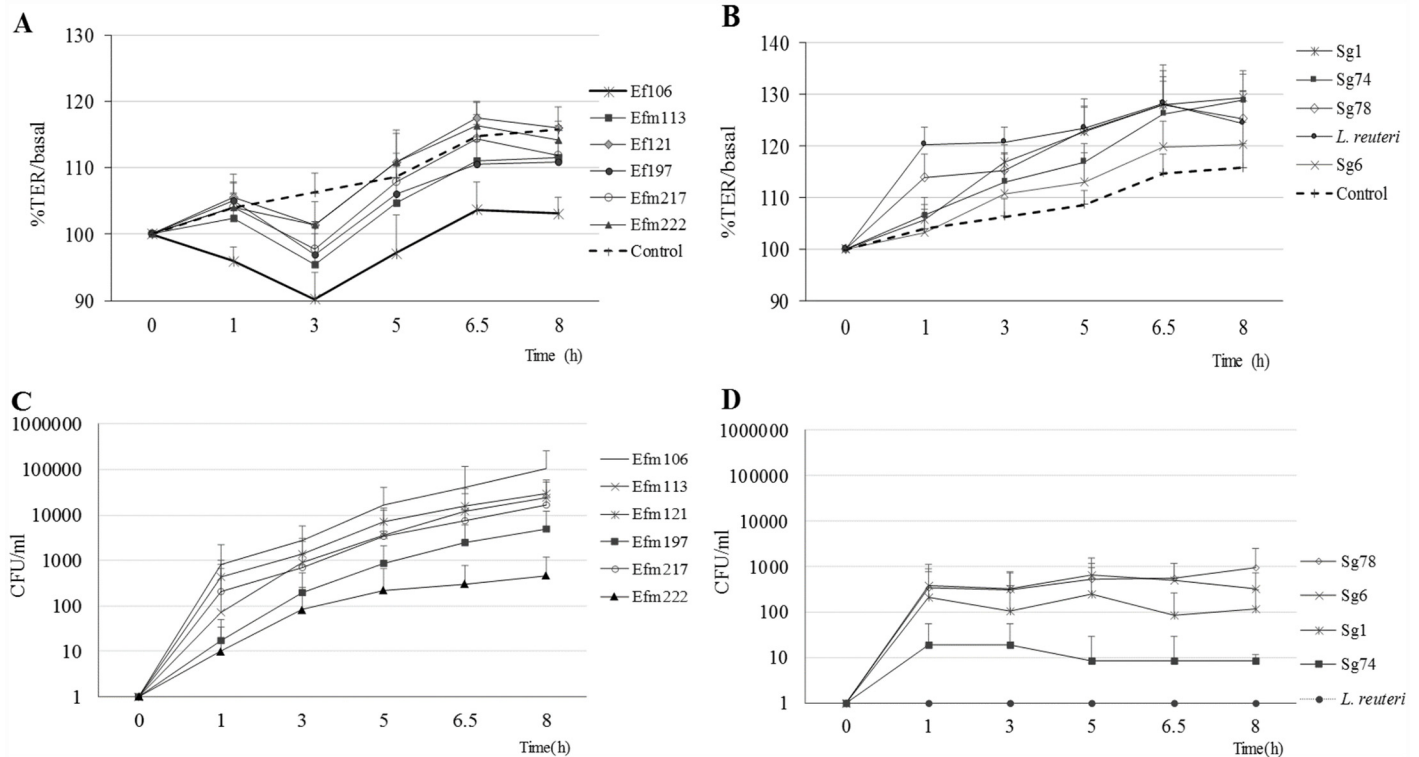 A
%TER/basal
130
120
110
100
90
0 1 3 5 6.5 8
Time (h)
Ef106
Efm113
Ef121
Ef197
Efm217
Efm222
Control
B
%TER/basal
140
130
120
110
100
90
0 1 3 5 6.5 8
Time (h)
Sg1
Sg74
Sg78
L. reuteri
Sg6
Control
C
CFU/ml
1000000
100000
10000
1000
100
10
1
0 1 3 5 6.5 8
Time(h)
Efm106
Efm113
Efm121
Efm197
Efm217
Efm222
D
CFU/ml
1000000
100000
10000
1000
100
10
1
0 1 3 5 6.5 8
Time(h)
Sg78
Sg6
Sg1
Sg74
L. reuteri